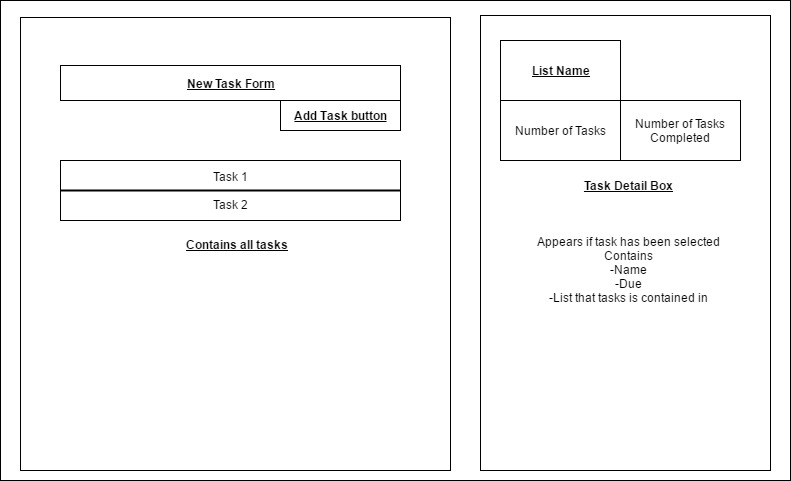 New Task Form
Add Task button
Task 1
Task 2
Contains all tasks
List Name
Number of Tasks
Number of Tasks
Completed
Task Detail Box
Appears if task has been selected
Contains
-Name
-Due
-List that tasks is contained in